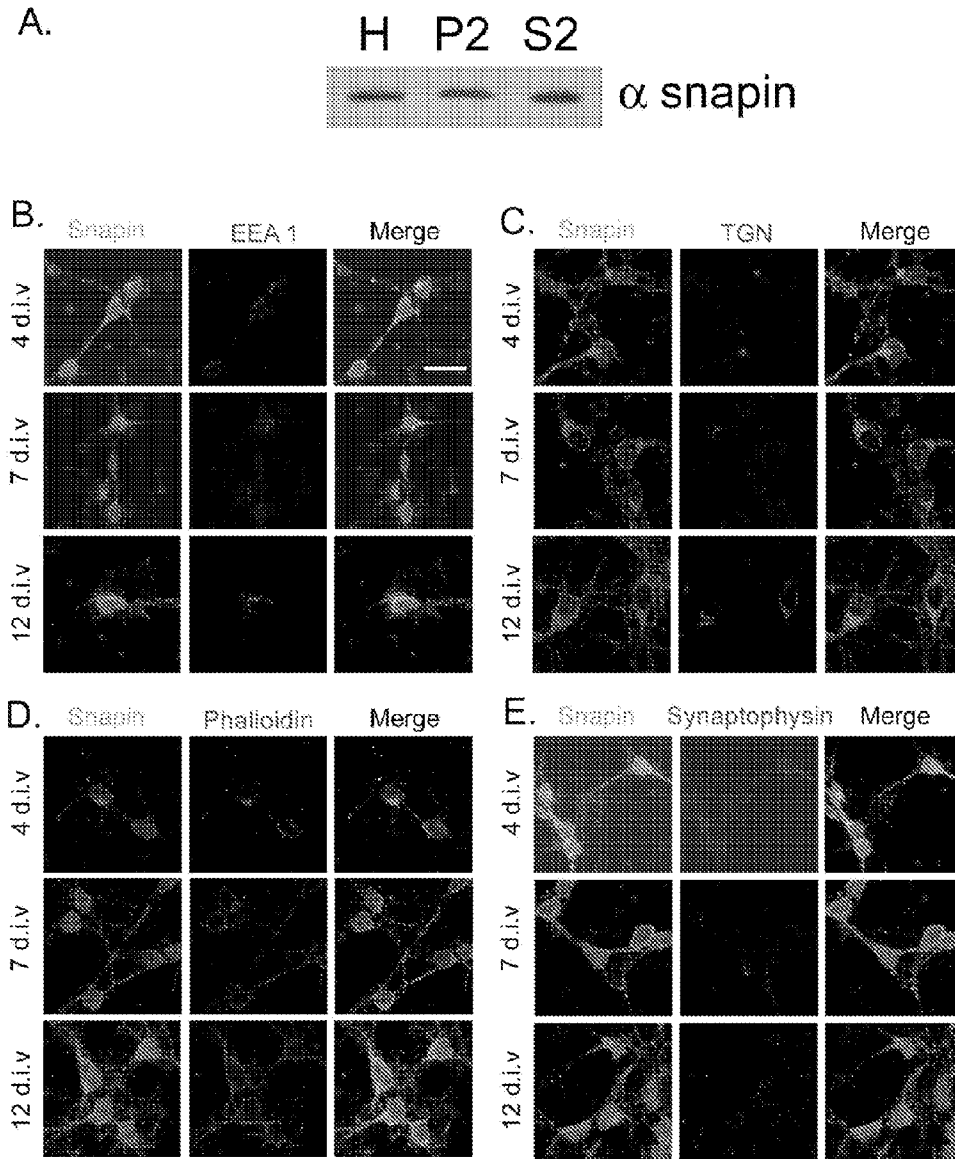 A.
H P2 S2
α snapin
B.
Snapin EEA 1 Merge
4 d.i.v
7 d.i.v
12 d.i.v
C.
Snapin TGN Merge
4 d.i.v
7 d.i.v
12 d.i.v
D.
Snapin Phalloidin Merge
4 d.i.v
7 d.i.v
12 d.i.v
E.
Snapin Synaptophysin Merge
4 d.i.v
7 d.i.v
12 d.i.v